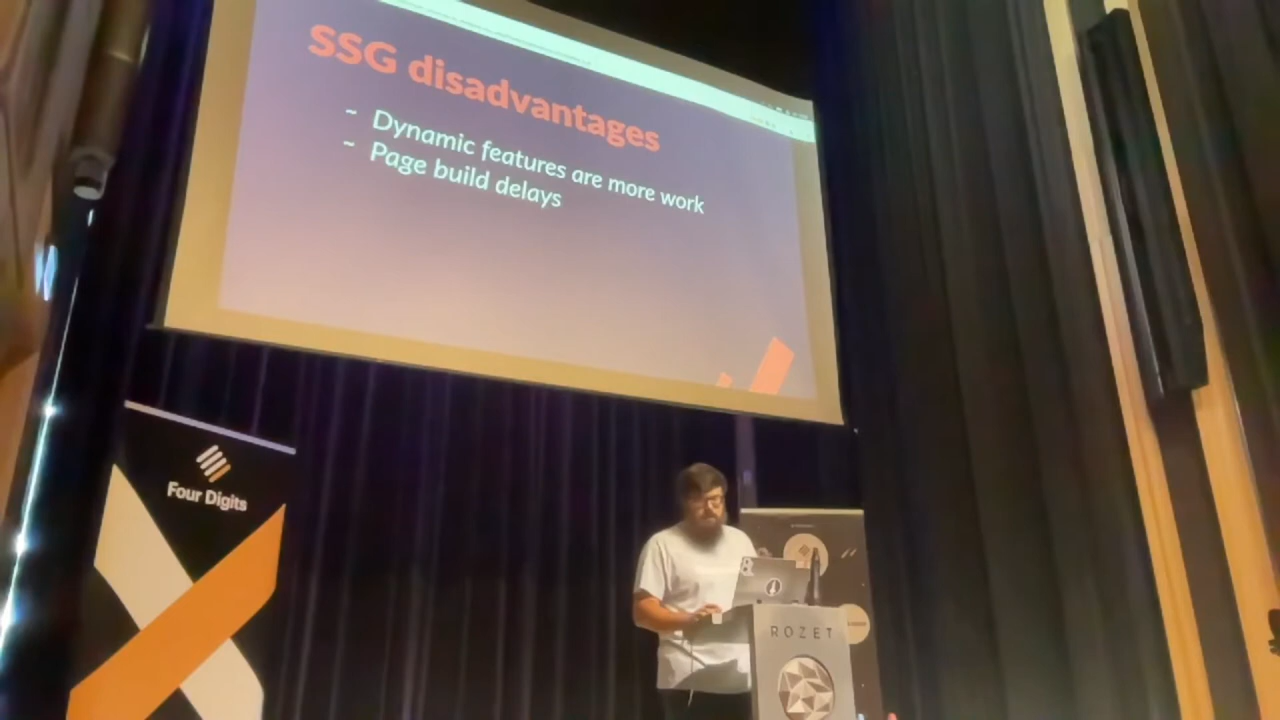 SSG disadvantages
~ Dynamic features are more work
~ Page build delays
Four Digits
&
ROZET